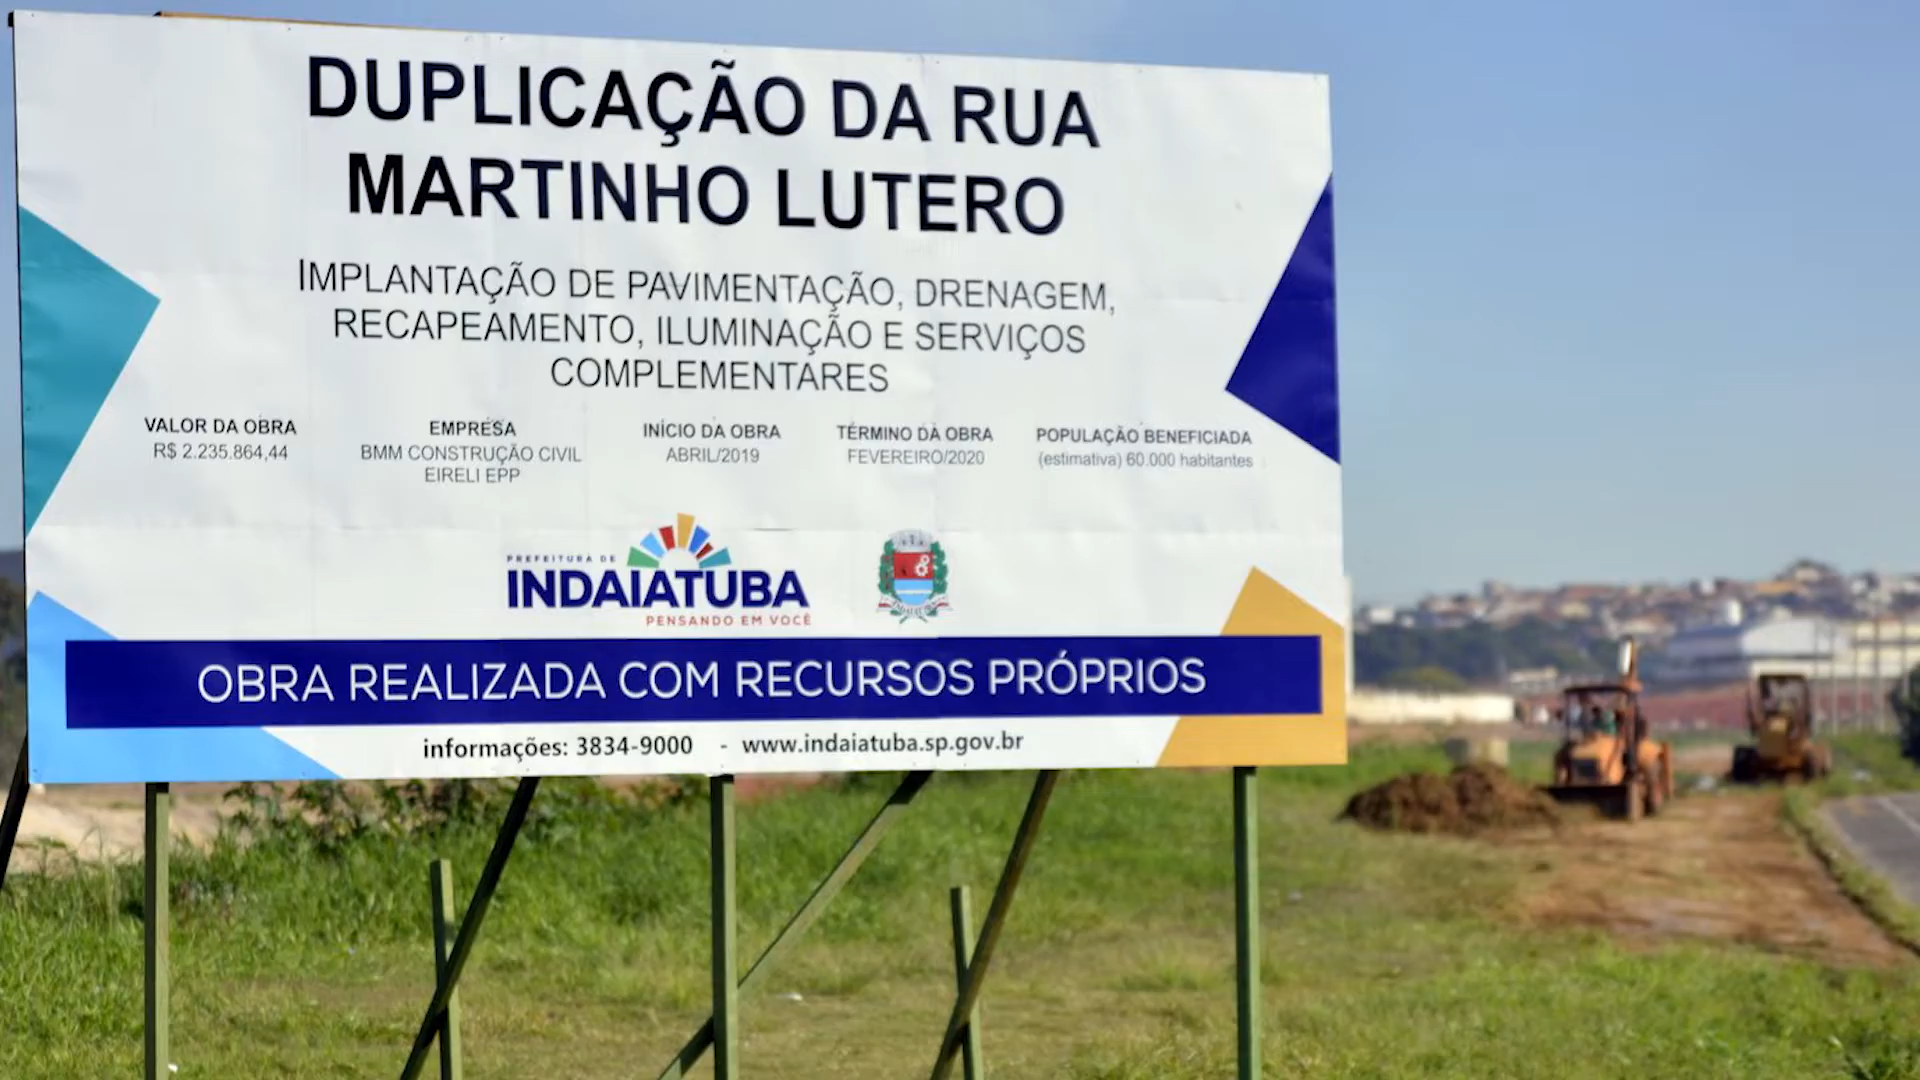 DUPLICAÇÃO DA RUA
MARTINHO LUTERO
IMPLANTAÇÃO DE PAVIMENTAÇÃO, DRENAGEM,
RECAPEAMENTO, ILUMINAÇÃO E SERVIÇOS
COMPLEMENTARES
VALOR DA OBRA
R$ 2.235.864,44
EMPRESA
BMM CONSTRUÇÃO CIVIL
EIRELI EPP
INÍCIO DA OBRA
ABRIL/2019
TÉRMINO DA OBRA
FEVEREIRO/2020
POPULAÇÃO BENEFICIADA
(estimativa) 60.000 habitantes
PREFEITURA DE
INDAIATUBA
PENSANDO EM VOCÊ
OBRA REALIZADA COM RECURSOS PRÓPRIOS
informações: 3834-9000 - www.indaiatuba.sp.gov.br